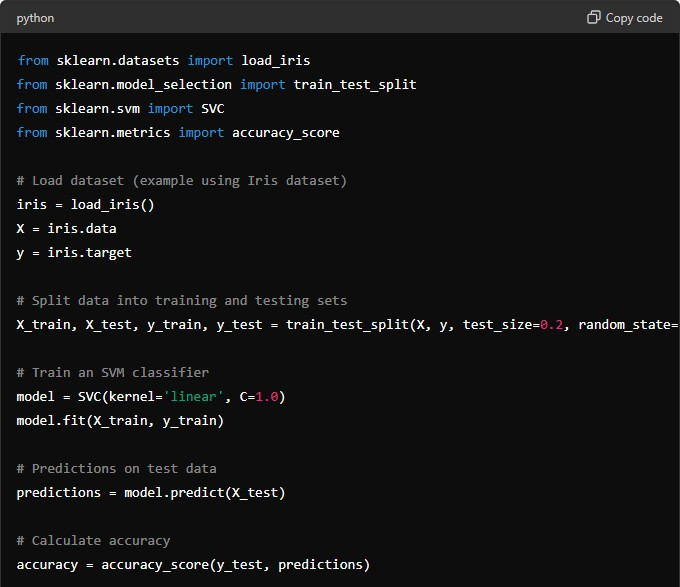 python
Copy code
from sklearn.datasets import load_iris
from sklearn.model_selection import train_test_split
from sklearn.svm import SVC
from sklearn.metrics import accuracy_score
# Load dataset (example using Iris dataset)
iris = load_iris()
X = iris.data
y = iris.target
# Split data into training and testing sets
X_train, X_test, y_train, y_test = train_test_split(X, y, test_size=0.2, random_state=
# Train an SVM classifier
model = SVC(kernel='linear', C=1.0)
model.fit(X_train, y_train)
# Predictions on test data
predictions = model.predict(X_test)
# Calculate accuracy
accuracy = accuracy_score(y_test, predictions)